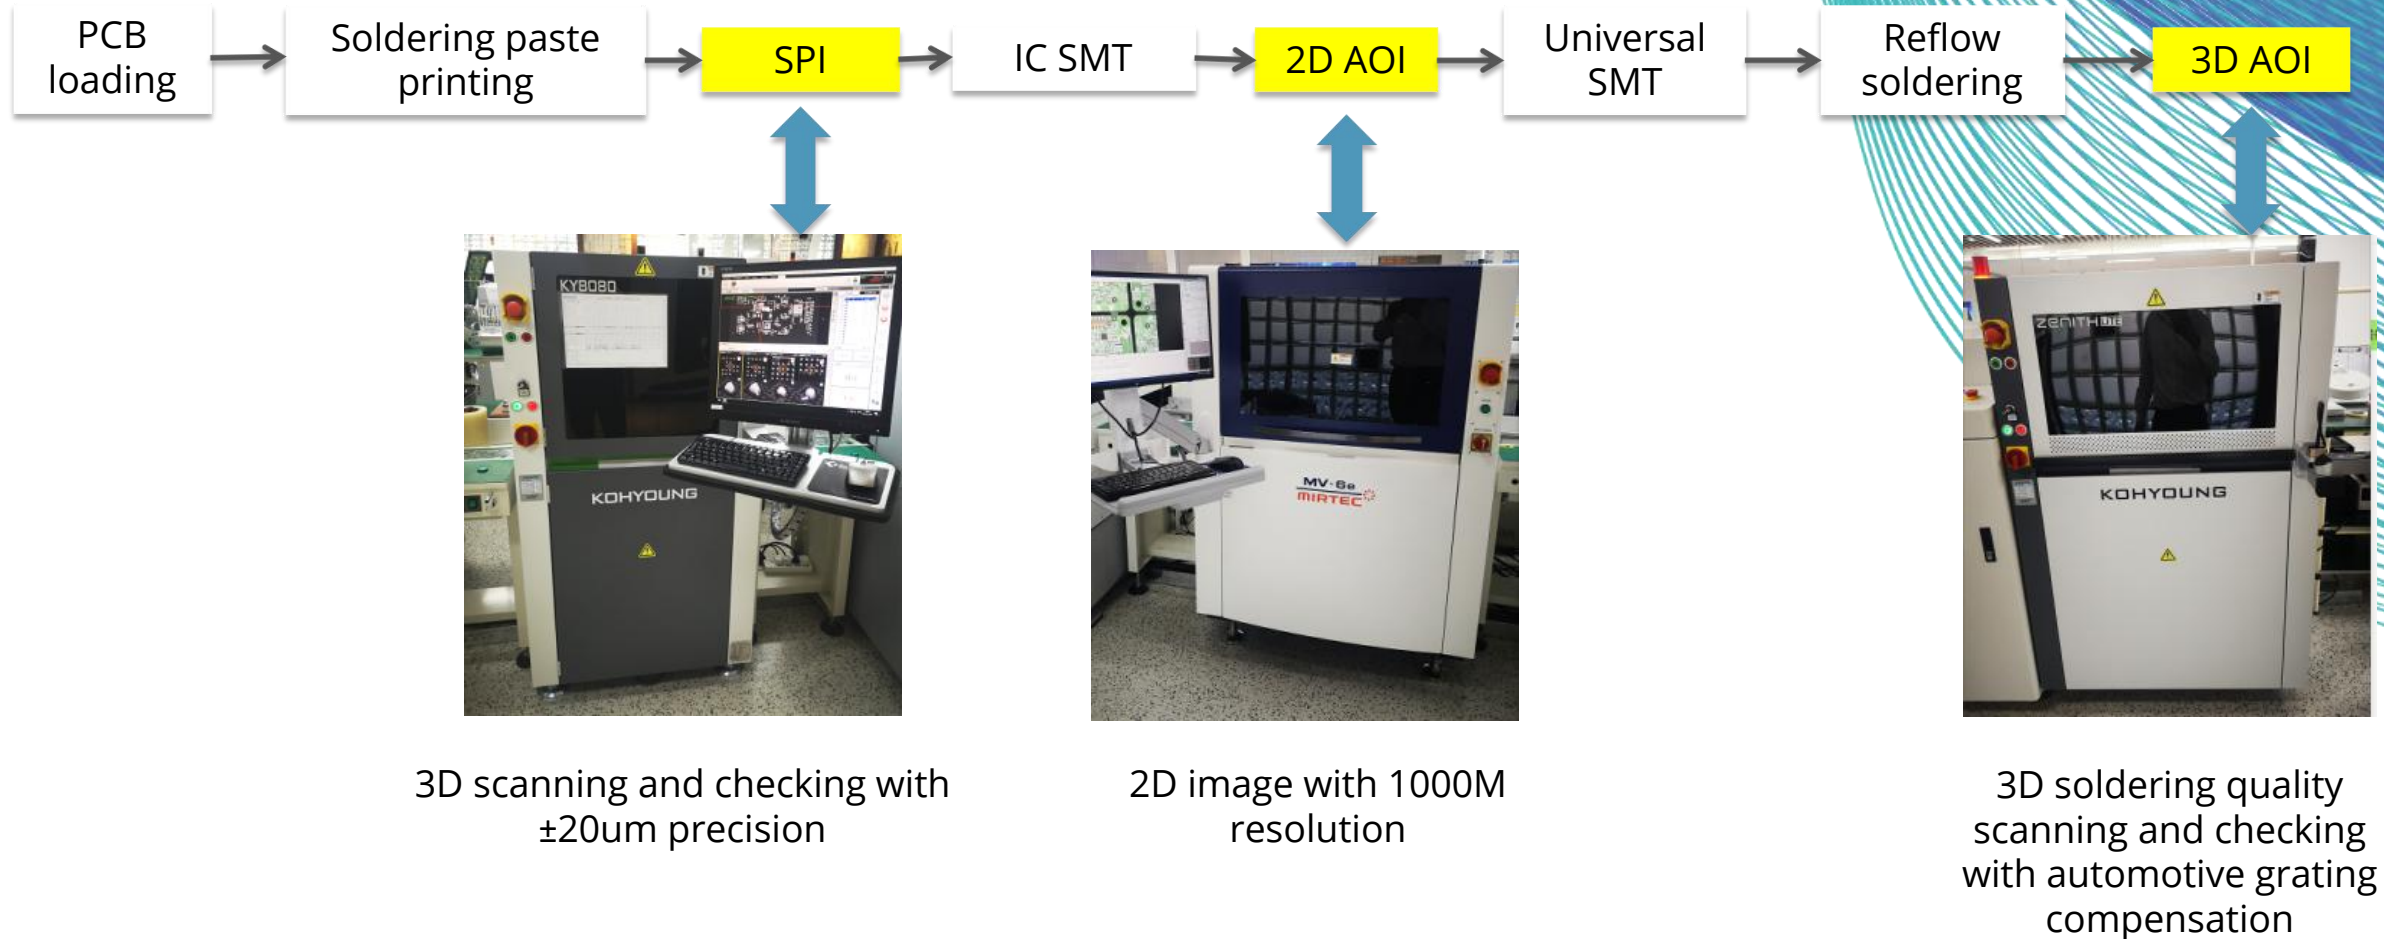 PCB
loading
Soldering paste
printing
SPI
IC SMT
2D AOI
Universal
SMT
Reflow
soldering
3D AOI
KY8080
KOHYOUNG
MV-6e
MIRTEC
ZENITH LITE
KOHYOUNG
3D scanning and checking with
±20um precision
2D image with 1000M
resolution
3D soldering quality
scanning and checking
with automotive grating
compensation